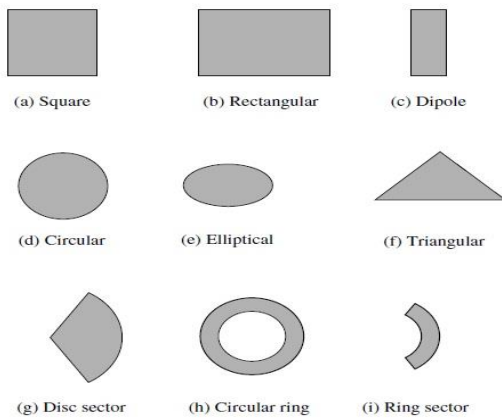 (a) Square
(b) Rectangular
(c) Dipole
(d) Circular
(e) Elliptical
(f) Triangular
(g) Disc sector
(h) Circular ring
(i) Ring sector